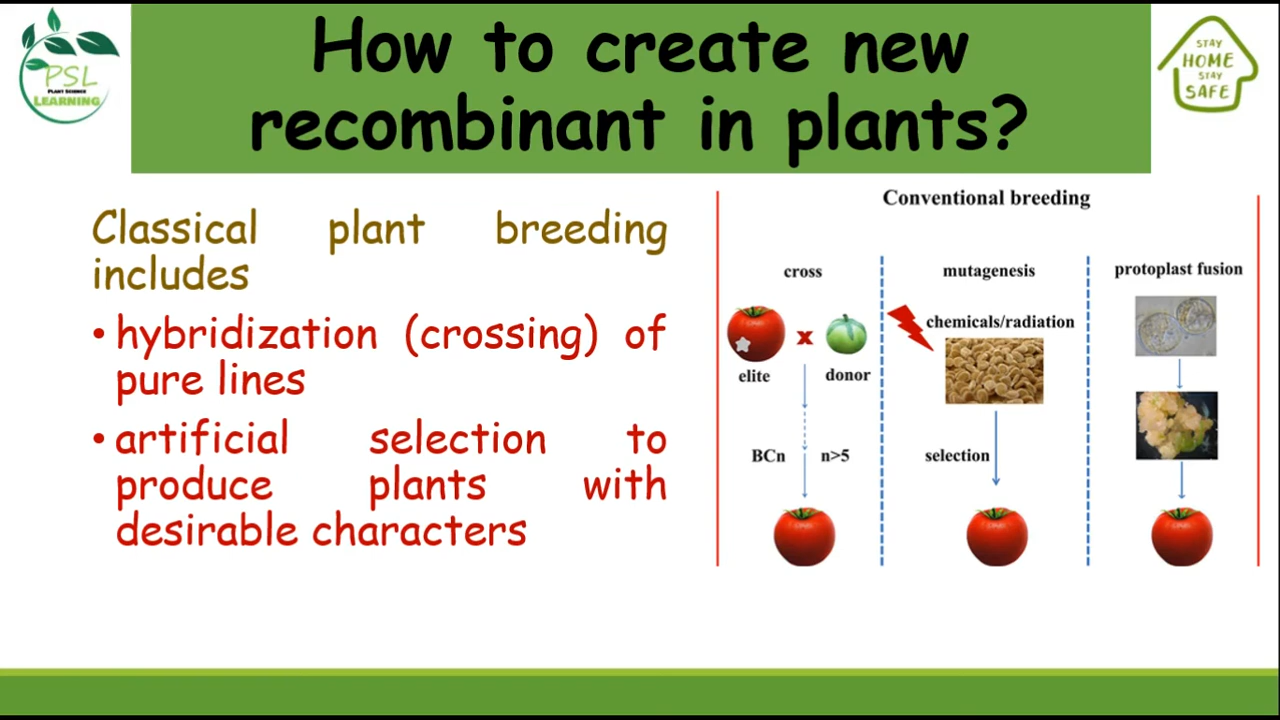 PSL
PLANT SCIENCE
LEARNING
How to create new
recombinant in plants?
STAY
HOME
STAY
SAFE
Classical plant breeding
includes
• hybridization (crossing) of
pure lines
• artificial selection to
produce plants with
desirable characters
Conventional breeding
cross
x
elite
donor
BCn n>5
mutagenesis
chemicals/radiation
selection
protoplast fusion